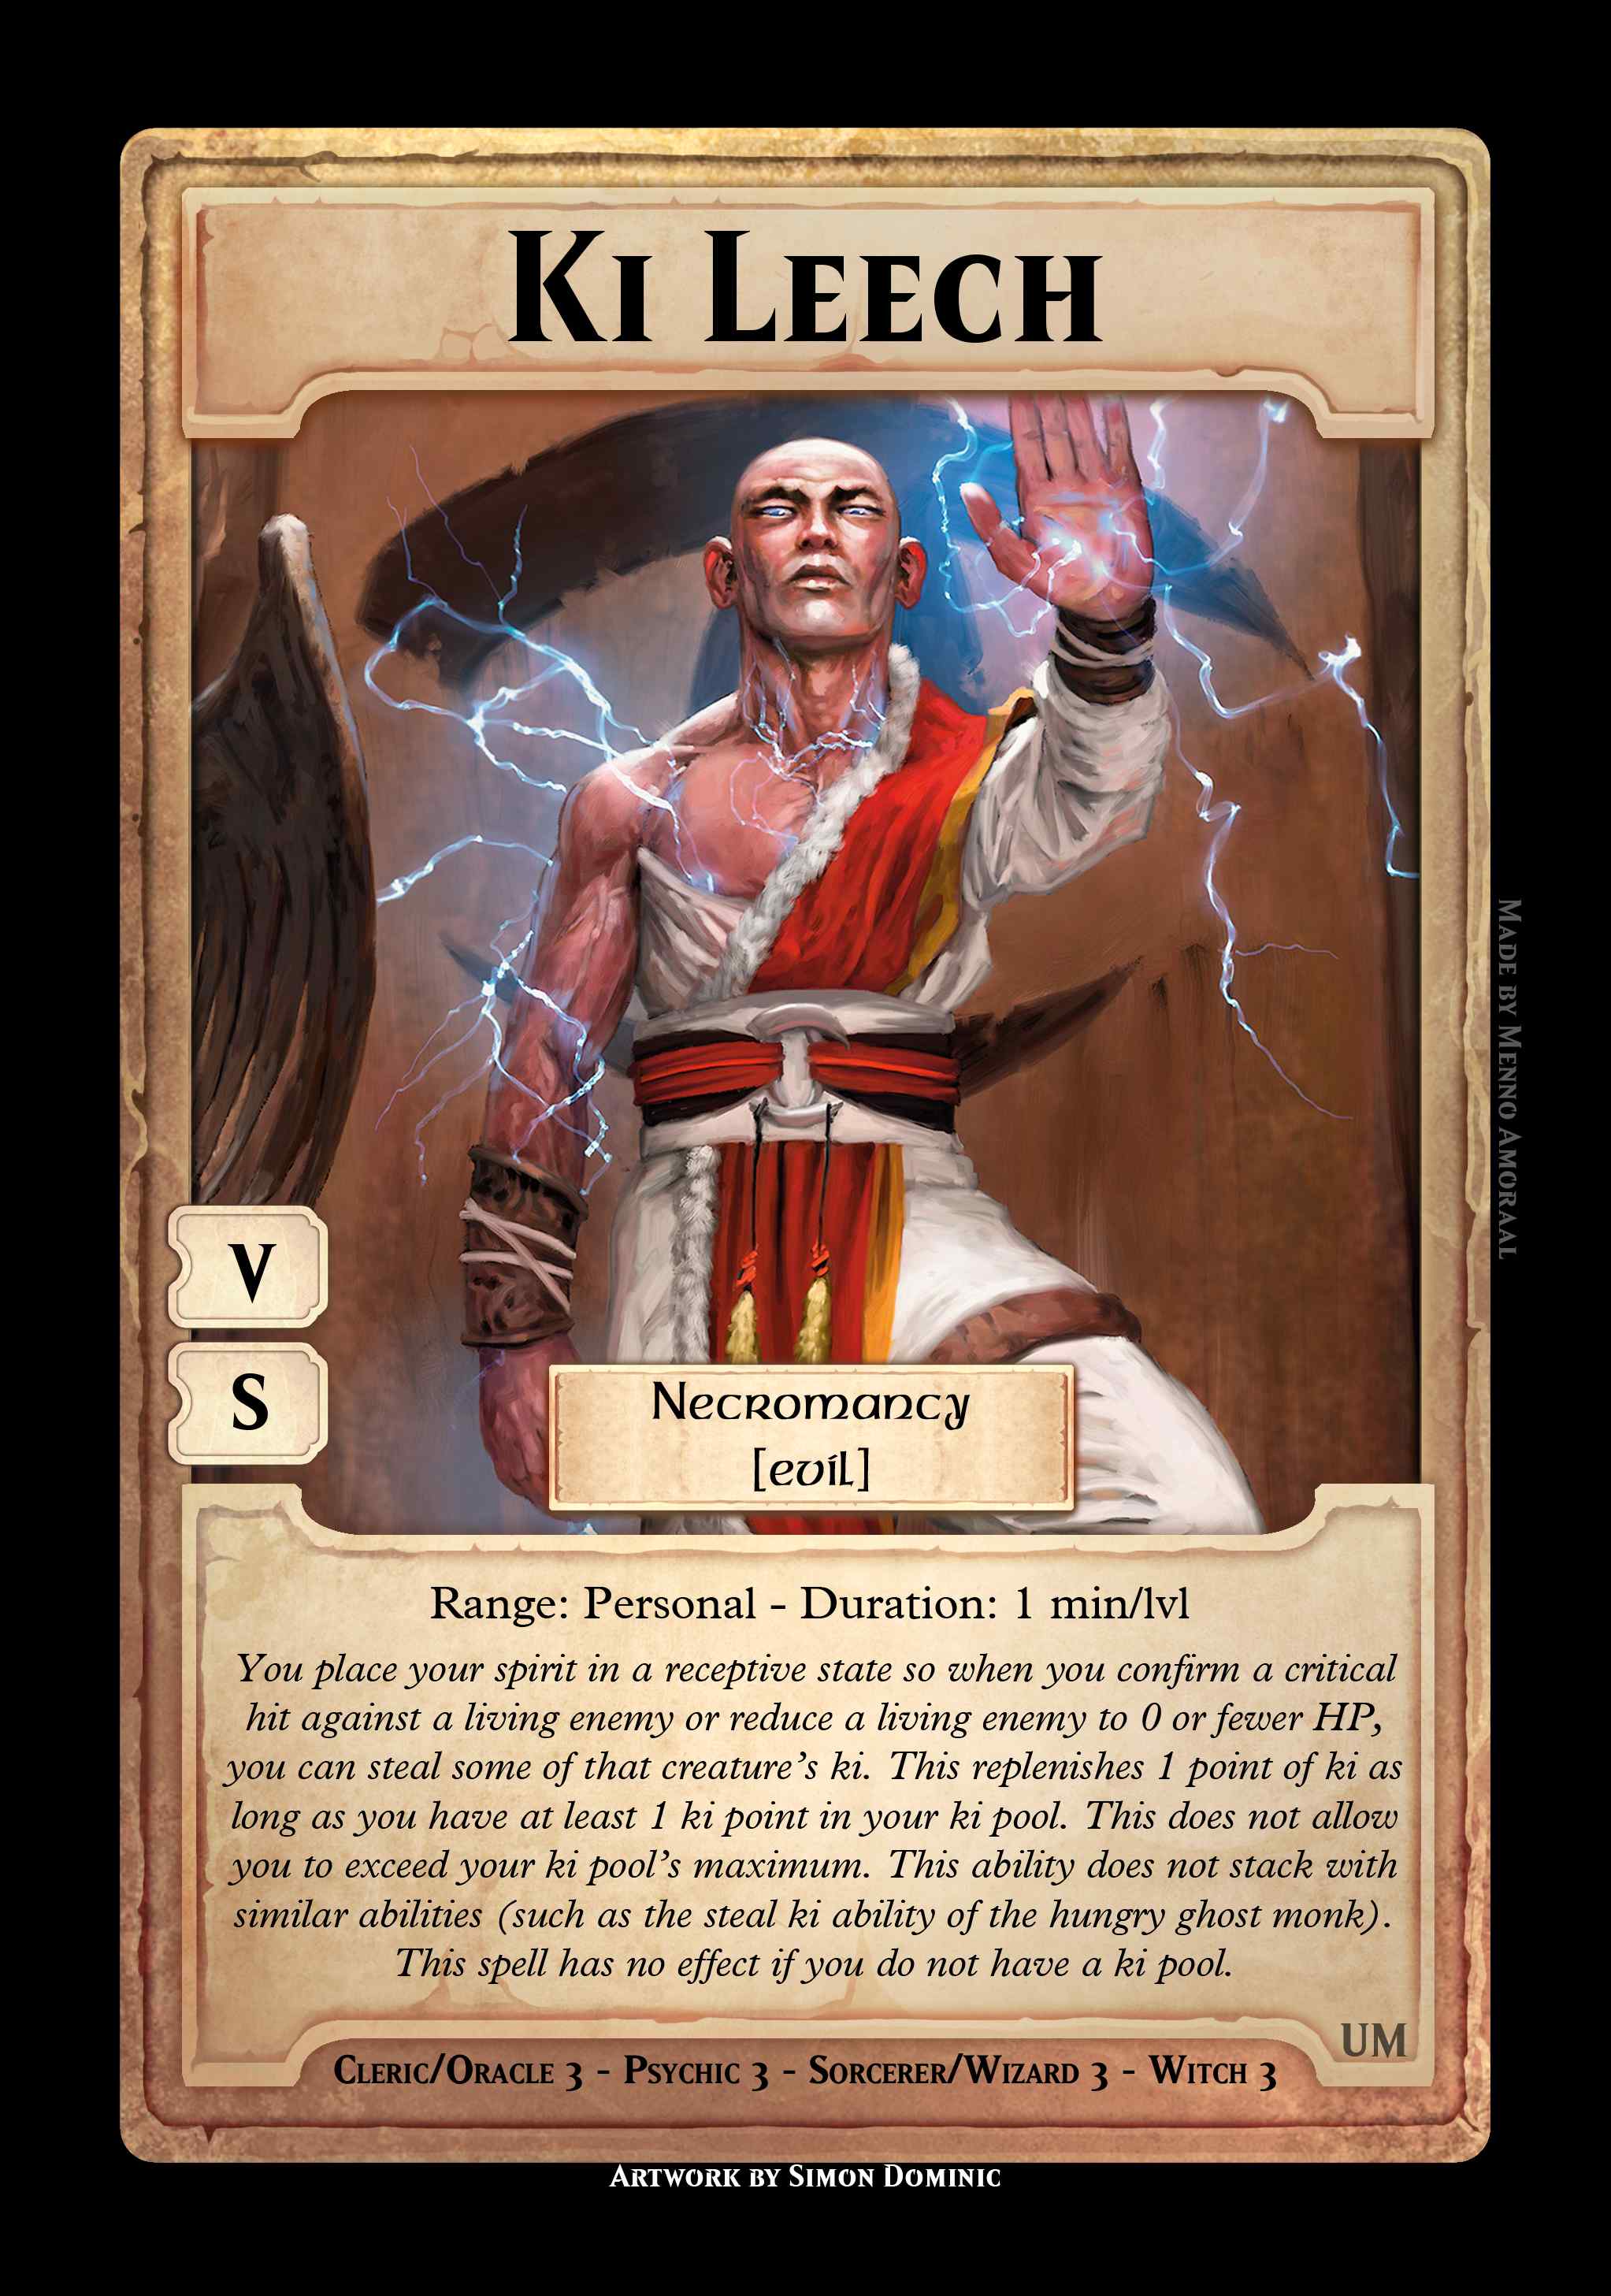 Ki Leech
V
S
Necromancy
[evil]
Range: Personal - Duration: 1 min/lvl
You place your spirit in a receptive state so when you confirm a critical
hit against a living enemy or reduce a living enemy to 0 or fewer HP,
you can steal some of that creature’s ki. This replenishes 1 point of ki as
long as you have at least 1 ki point in your ki pool. This does not allow
you to exceed your ki pool’s maximum. This ability does not stack with
similar abilities (such as the steal ki ability of the hungry ghost monk).
This spell has no effect if you do not have a ki pool.
UM
Cleric/Oracle 3 - Psychic 3 - Sorcerer/Wizard 3 - Witch 3
Artwork by Simon Dominic
Made by Menno Amoraal